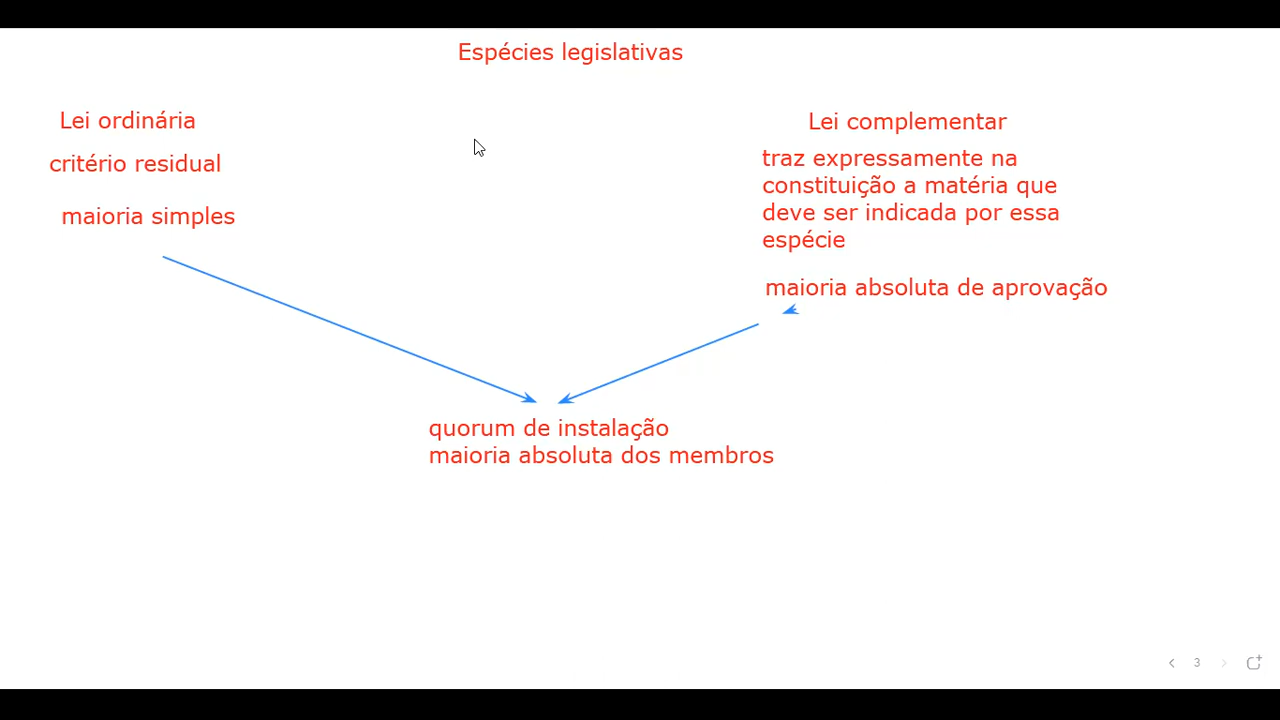 Espécies legislativas
Lei ordinária
critério residual
maioria simples
Lei complementar
traz expressamente na
constituição a matéria que
deve ser indicada por essa
espécie
maioria absoluta de aprovação
quorum de instalação
maioria absoluta dos membros
3